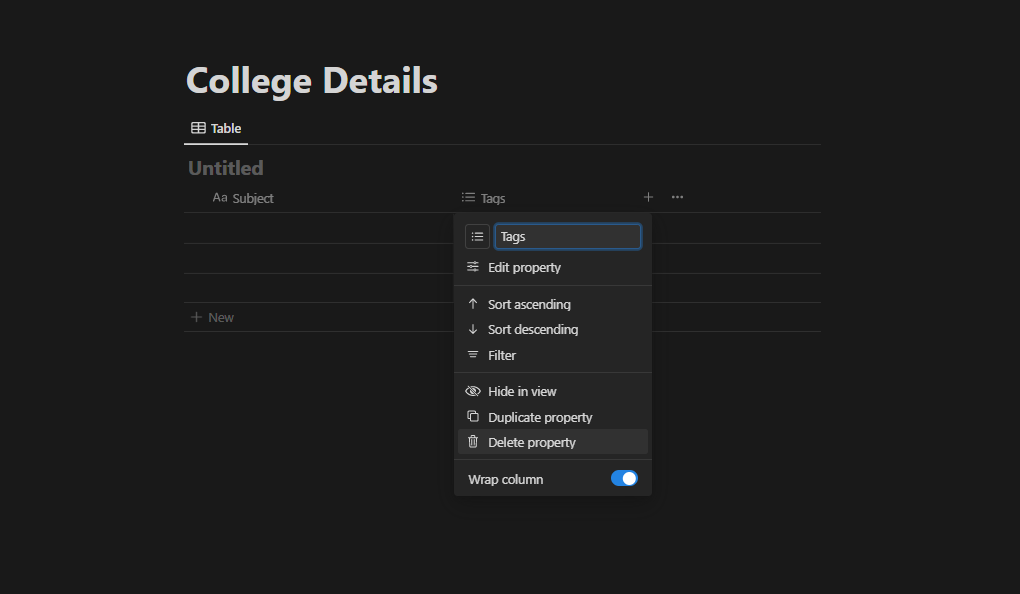 College Details
Table
Untitled
Aa Subject
Tags
Tags
Edit property
Sort ascending
Sort descending
Filter
Hide in view
Duplicate property
Delete property
Wrap column
New